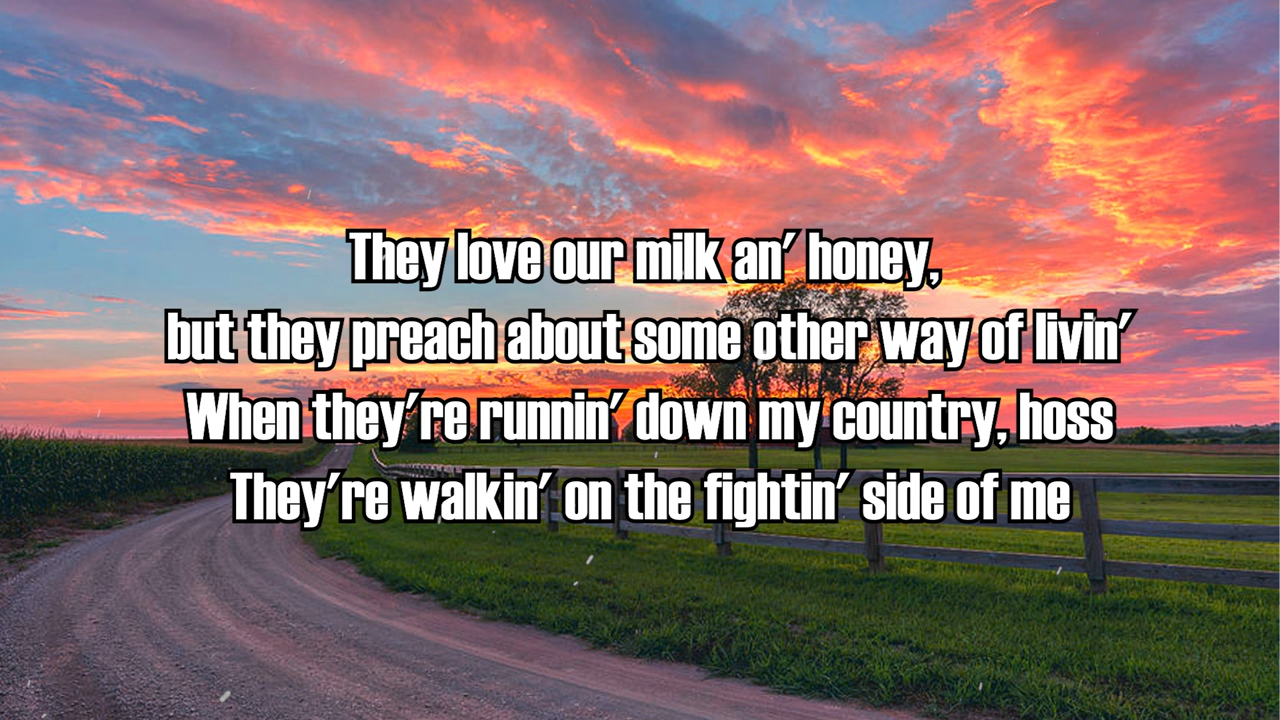 They love our milk an' honey,
but they preach about some other way of livin'
When they're runnin' down my country, hoss
They're walkin' on the fightin' side of me